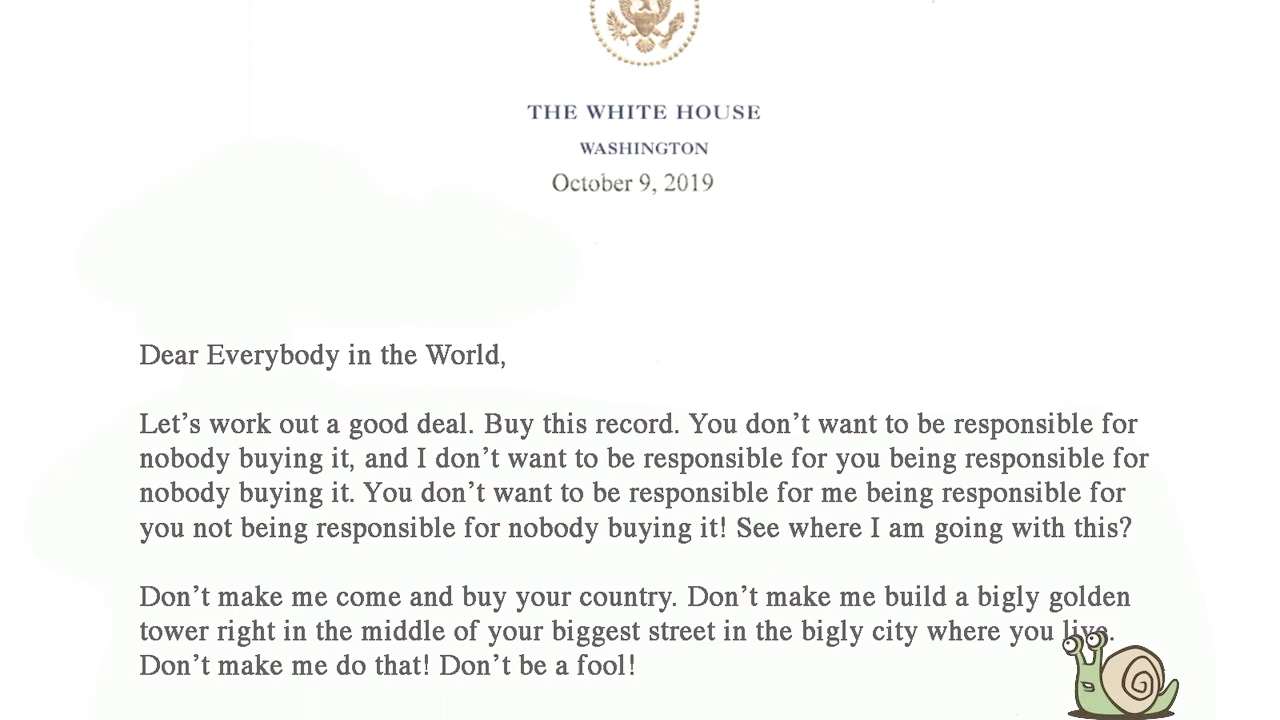 THE WHITE HOUSE
WASHINGTON
October 9, 2019
Dear Everybody in the World,
Let’s work out a good deal. Buy this record. You don’t want to be responsible for
nobody buying it, and I don’t want to be responsible for you being responsible for
nobody buying it. You don’t want to be responsible for me being responsible for
you not being responsible for nobody buying it! See where I am going with this?
Don’t make me come and buy your country. Don’t make me build a bigly golden
tower right in the middle of your biggest street in the bigly city where you live.
Don’t make me do that! Don’t be a fool!